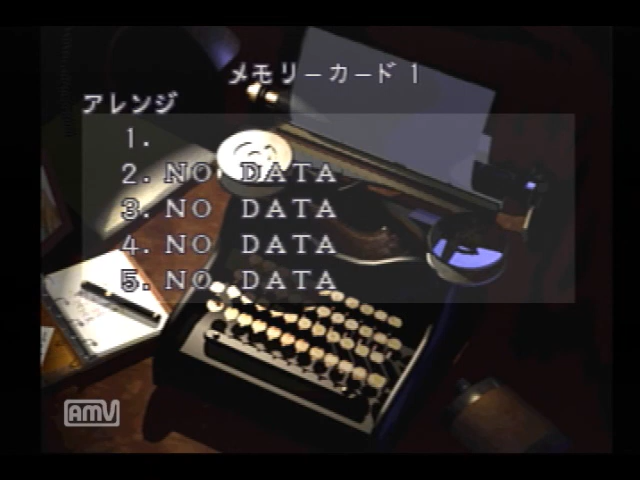 メモリーカード1
アレンジ
1.
2. NO DATA
3. NO DATA
4. NO DATA
5. NO DATA
AMV